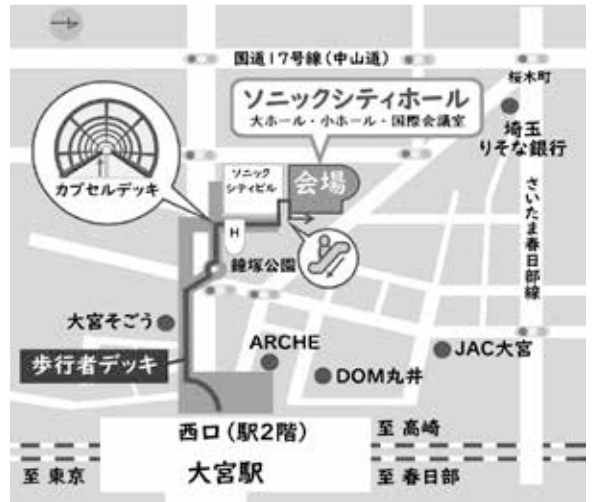 国道17号線(中山道)
桜木町
ソニックシティホール
大ホール・小ホール・国際会議室
埼玉
りそな銀行
カプセルデッキ
ソニック
シティビル
会場
さいたま春日部線
H
鐘塚公園
大宮そごう
ARCHE
JAC大宮
歩行者デッキ
DOM丸井
西口(駅2階)
至 高崎
至 東京
大宮駅
至 春日部